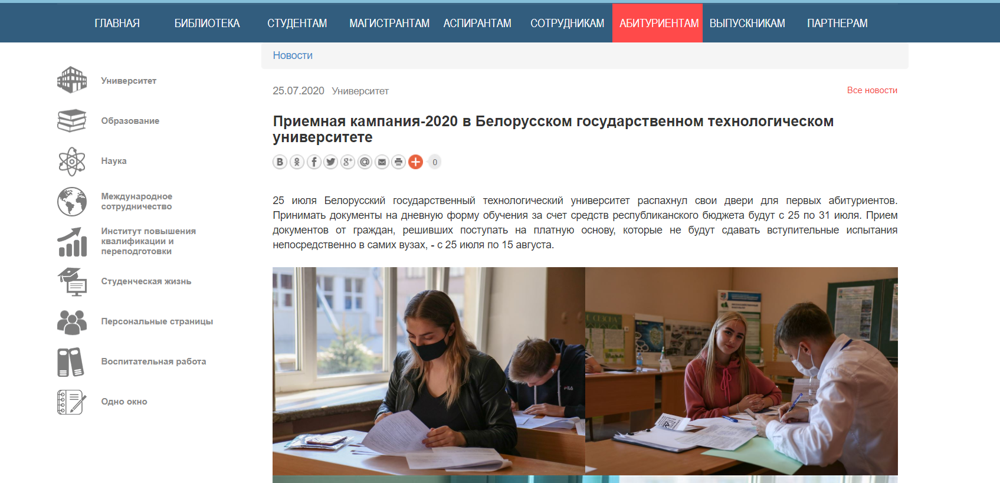 ГЛАВНАЯ БИБЛИОТЕКА СТУДЕНТАМ МАГИСТРАНТАМ АСПИРАНТАМ СОТРУДНИКАМ АБИТУРИЕНТАМ ВЫПУСКНИКАМ ПАРТНЕРАМ
Университет
Образование
Наука
Международное
сотрудничество
Институт повышения
квалификации и
переподготовки
Студенческая жизнь
Персональные страницы
Воспитательная работа
Одно окно
Новости
25.07.2020 Университет
Все новости
Приемная кампания-2020 в Белорусском государственном технологическом
университете
0
25 июля Белорусский государственный технологический университет распахнул свои двери для первых абитуриентов.
Принимать документы на дневную форму обучения за счет средств республиканского бюджета будут с 25 по 31 июля. Прием
документов от граждан, решивших поступать на платную основу, которые не будут сдавать вступительные испытания
непосредственно в самих вузах, - с 25 июля по 15 августа.
FILA